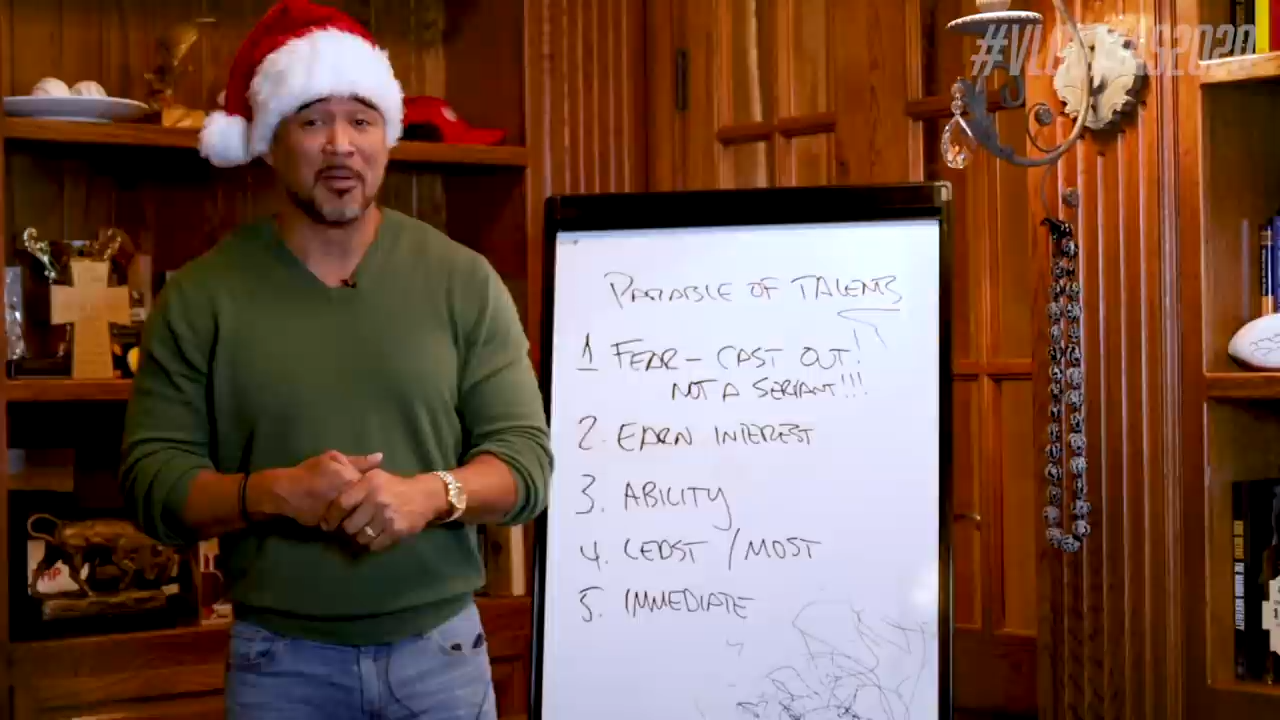 #VLOGMAS2020
PARABLE OF TALENTS
1 FEAR - CAST OUT!
NOT A SERVANT!!!
2. EARN INTEREST
3. ABILITY
4. LEAST / MOST
5. IMMEDIATE